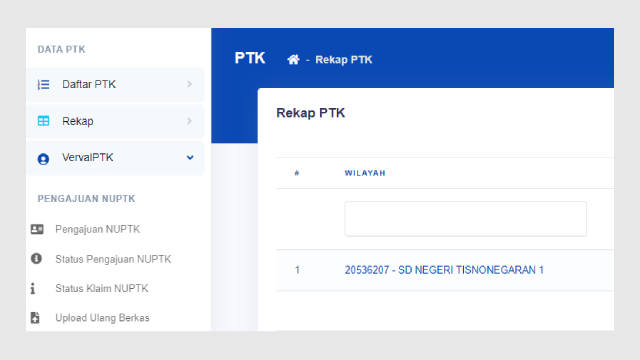 DATA PTK
Daftar PTK
Rekap
VervalPTK
PENGAJUAN NUPTK
Pengajuan NUPTK
Status Pengajuan NUPTK
Status Klaim NUPTK
Upload Ulang Berkas
PTK - Rekap PTK
Rekap PTK
# WILAYAH
1 20536207 - SD NEGERI TISNONEGARAN 1